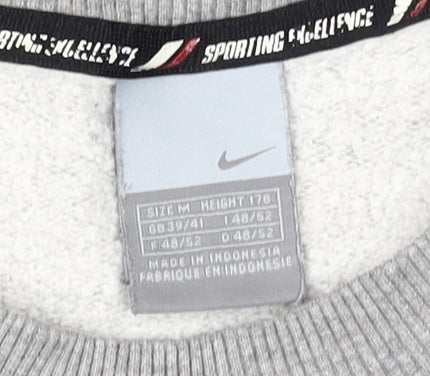 SPORTING EXCELLENCE SPORTING EXCELLENCE
SIZE M HEIGHT 178
GB 39/41 I 48/52
F 48/52 D 48/52
MADE IN INDONESIA
FABRIQUE EN INDONESIE